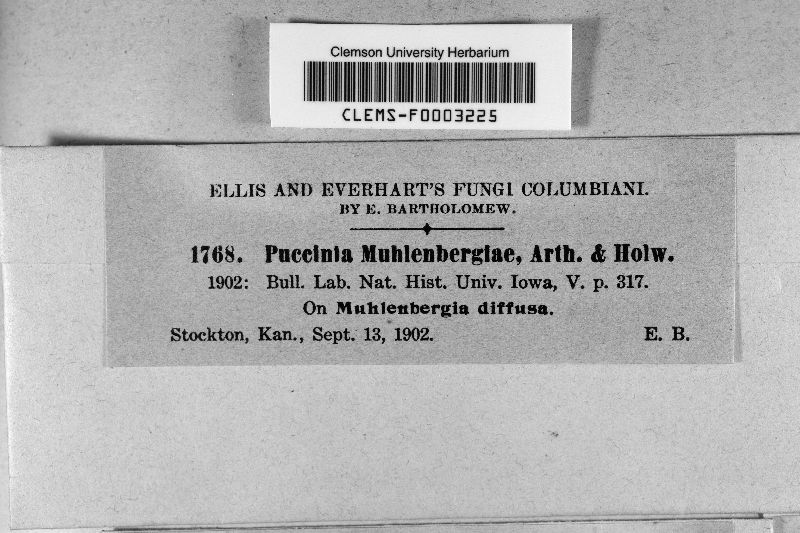 Clemson University Herbarium
CLEMS-F0003225
ELLIS AND EVERHART'S FUNGI COLUMBIANI.
BY E. BARTHOLOMEW.
1768. Puccinia Muhlenbergiae, Arth. & Holw.
1902: Bull. Lab. Nat. Hist. Univ. Iowa, V. p. 317.
On Muhlenbergia diffusa.
Stockton, Kan., Sept. 13, 1902. E. B.